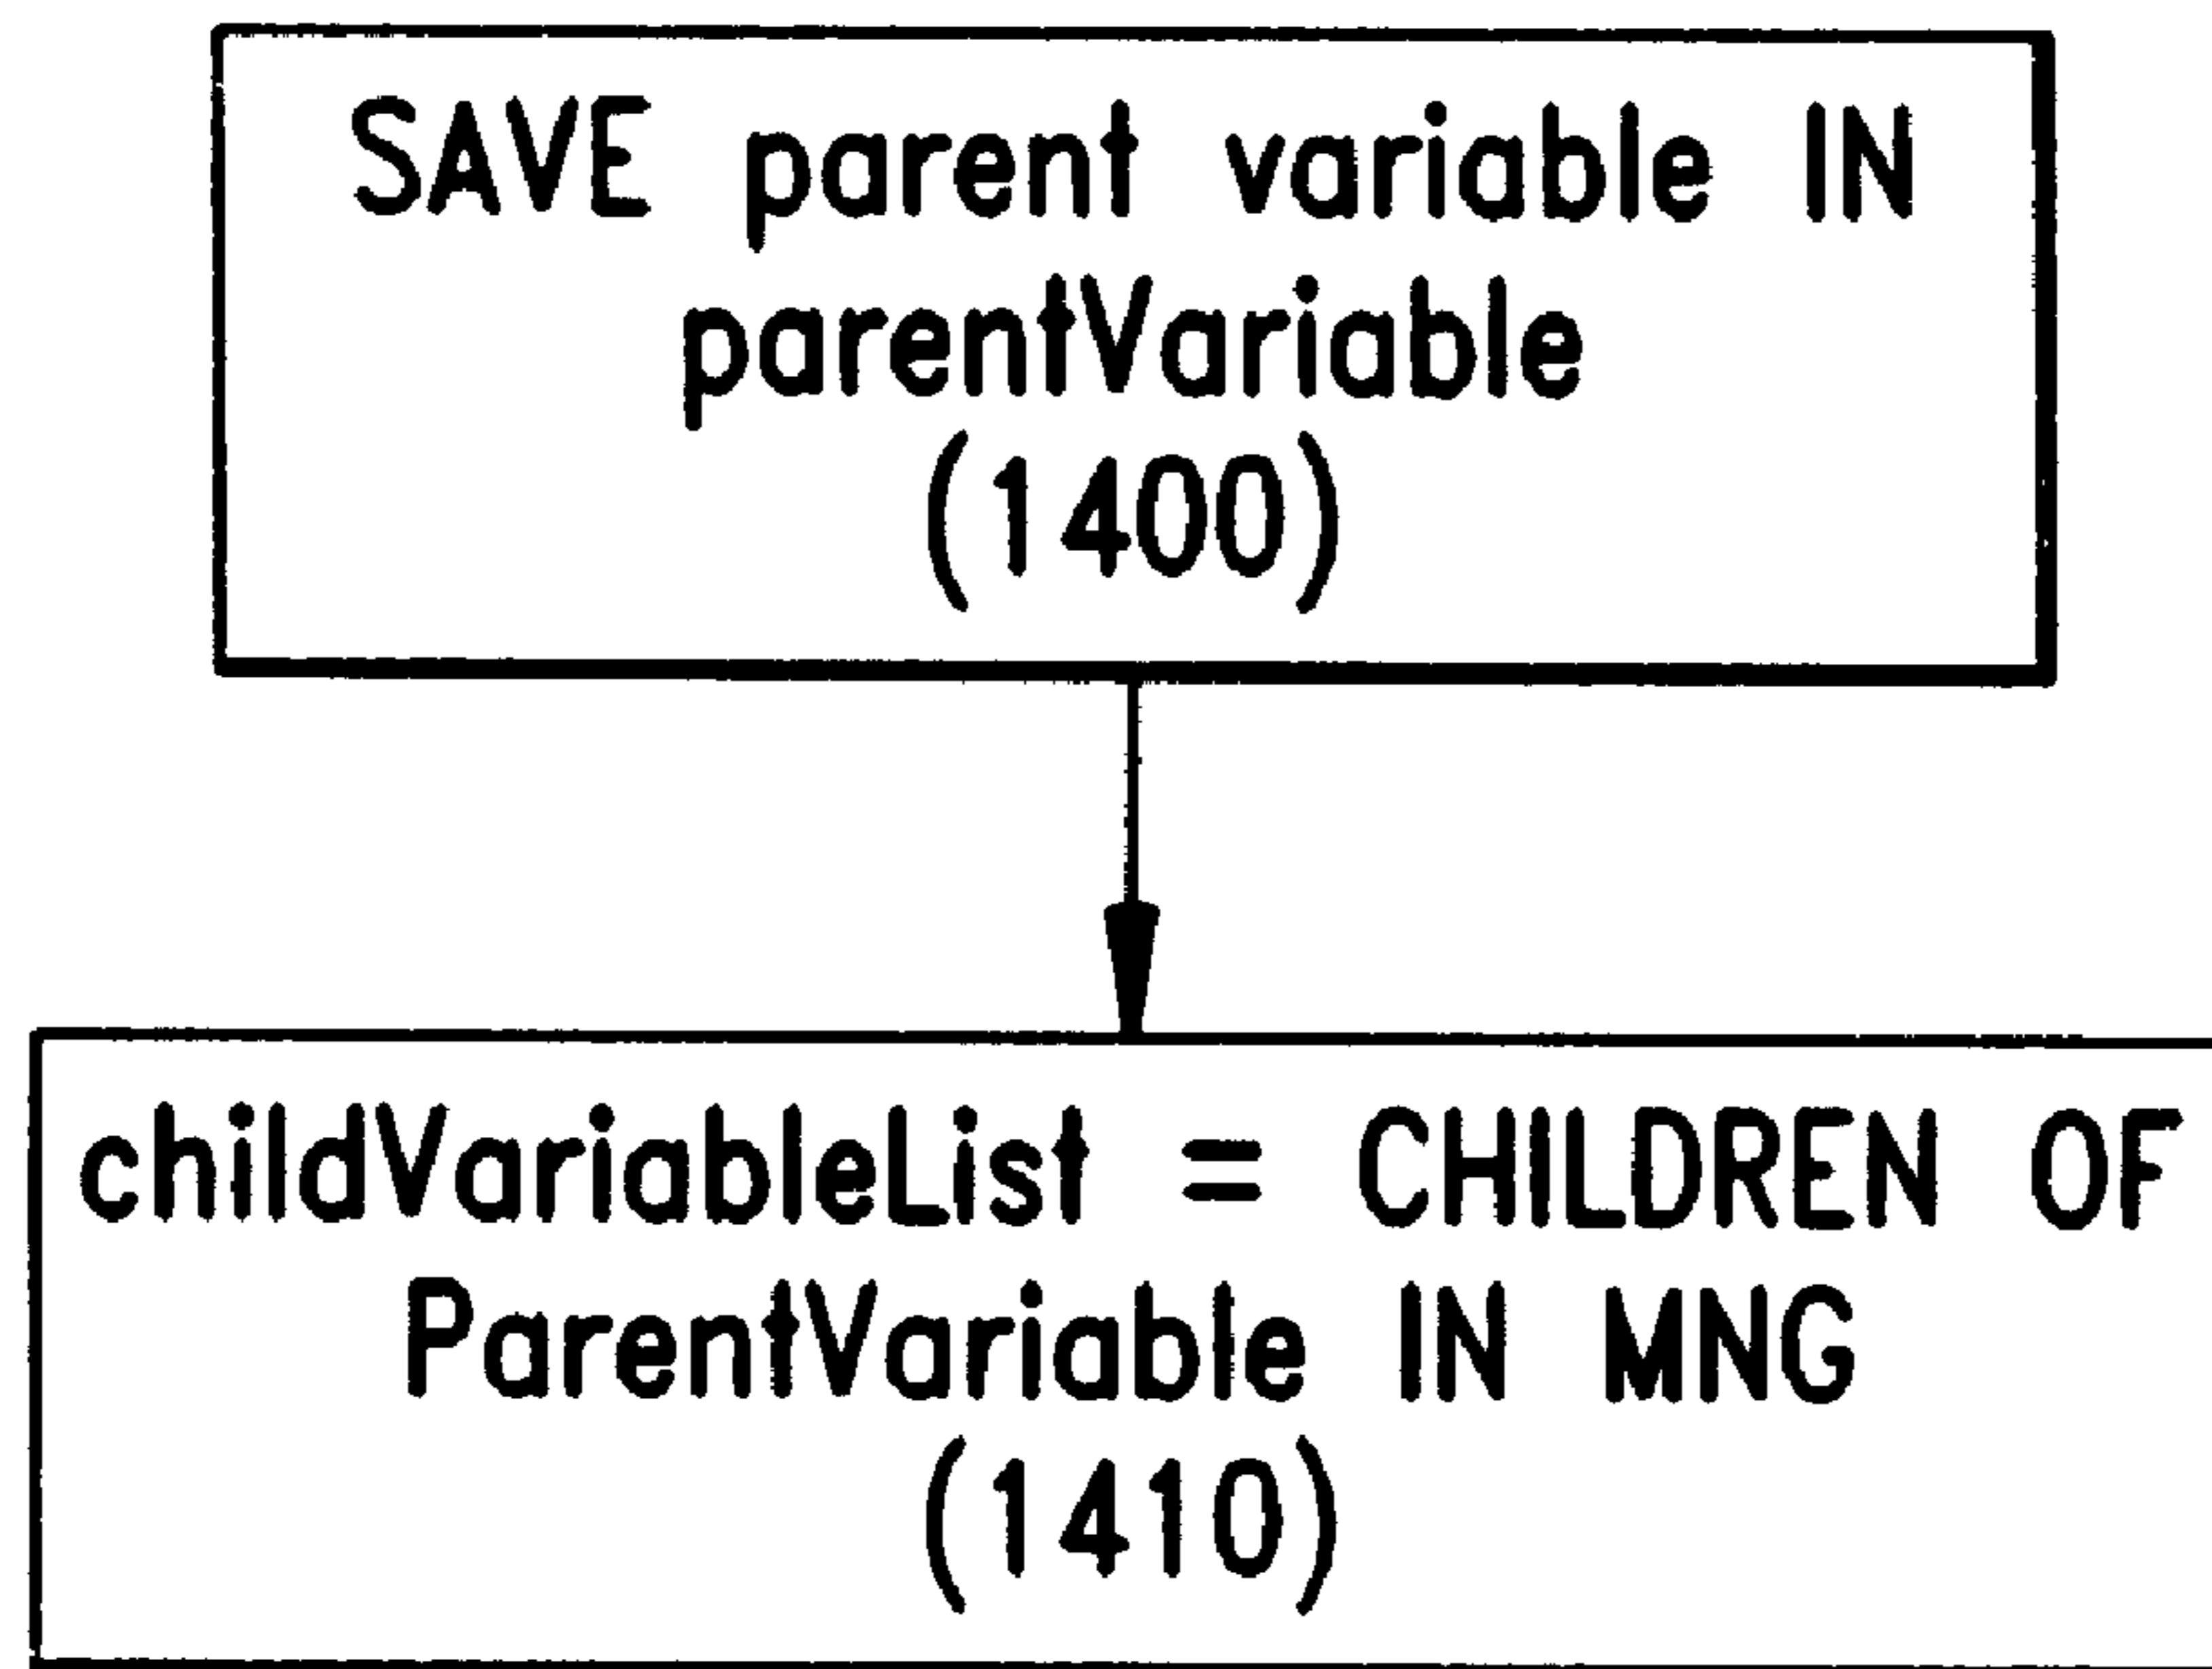 SAVE parent variable IN
parentVariable
(1400)
childVariableList = CHILDREN OF
ParentVariable IN MNG
(1410)